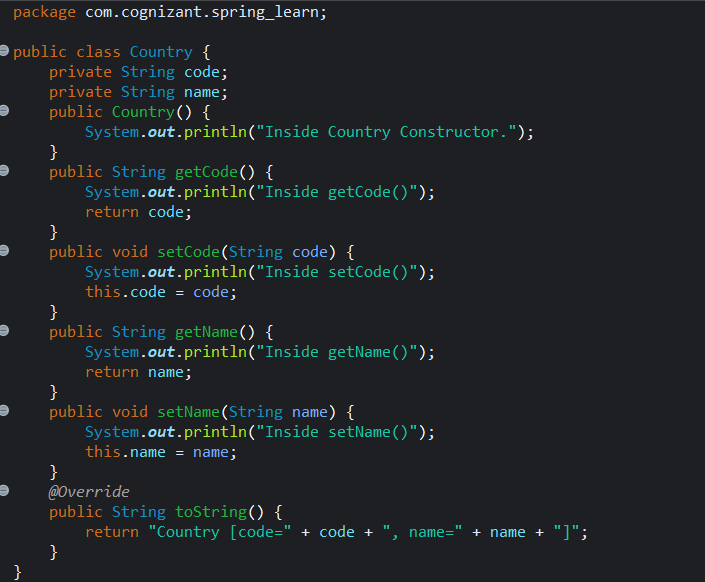 package com.cognizant.spring_learn;
public class Country {
    private String code;
    private String name;
    public Country() {
        System.out.println("Inside Country Constructor.");
    }
    public String getCode() {
        System.out.println("Inside getCode()");
        return code;
    }
    public void setCode(String code) {
        System.out.println("Inside setCode()");
        this.code = code;
    }
    public String getName() {
        System.out.println("Inside getName()");
        return name;
    }
    public void setName(String name) {
        System.out.println("Inside setName()");
        this.name = name;
    }
    @Override
    public String toString() {
        return "Country [code=" + code + ", name=" + name + "]";
    }
}